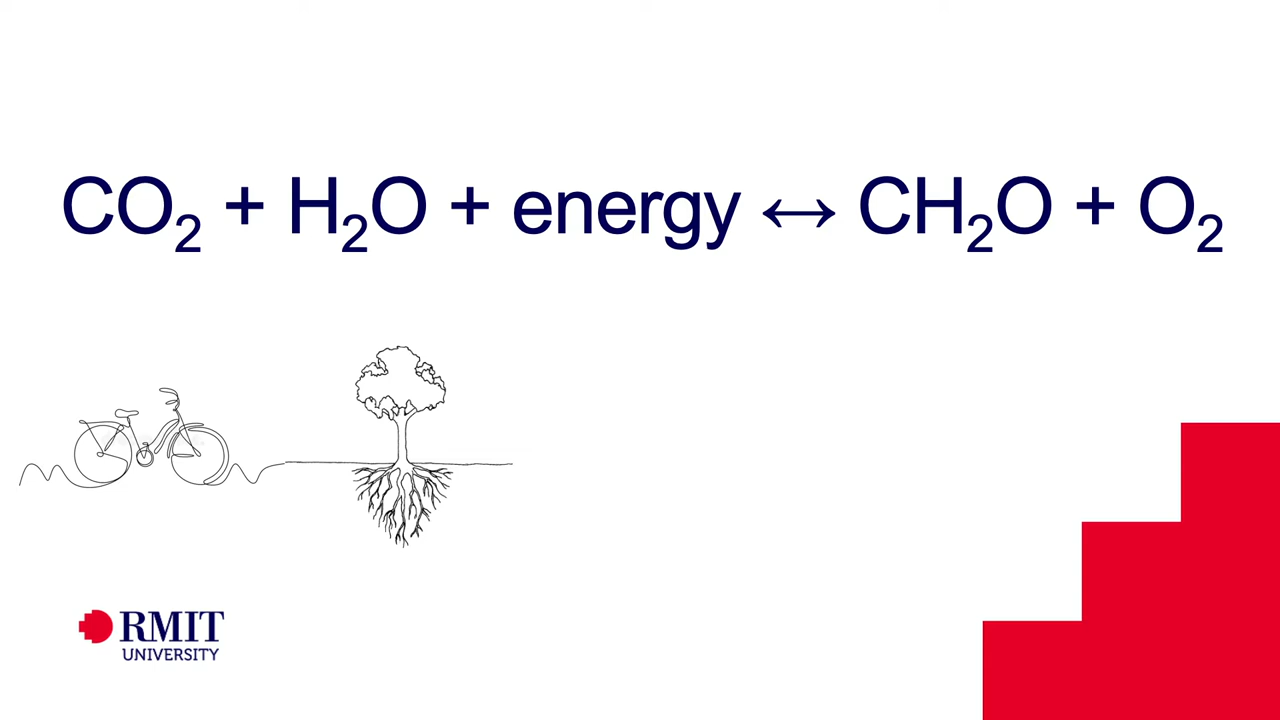 CO₂ + H₂O + energy ↔ CH₂O + O₂
RMIT
UNIVERSITY